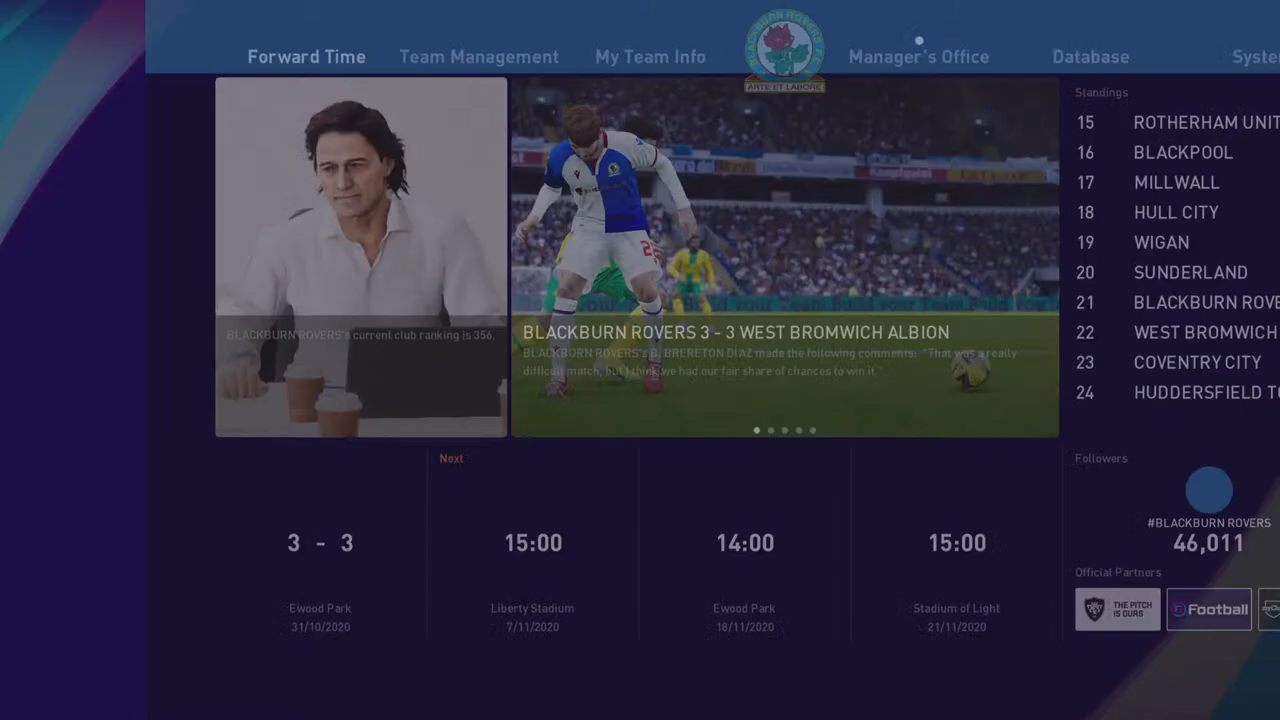 Forward Time
Team Management
My Team Info
BLACKBURN ROVERS F.C.
ARTE ET LABORE
Manager's Office
Database
Syste
Standings
15 ROTHERHAM UNIT
16 BLACKPOOL
17 MILLWALL
18 HULL CITY
19 WIGAN
20 SUNDERLAND
21 BLACKBURN ROVE
22 WEST BROMWICH
23 COVENTRY CITY
24 HUDDERSFIELD TO
BLACKBURN ROVERS's current club ranking is 356.
BLACKBURN ROVERS 3 - 3 WEST BROMWICH ALBION
BLACKBURN ROVERS's B. BRERETON DIAZ made the following comments: "That was a really
difficult match, but I think we had our fair share of chances to win it."
Next
3 - 3
Ewood Park
31/10/2020
15:00
Liberty Stadium
7/11/2020
14:00
Ewood Park
18/11/2020
15:00
Stadium of Light
21/11/2020
Followers
#BLACKBURN ROVERS
46,011
Official Partners
THE PITCH
IS OURS
Football